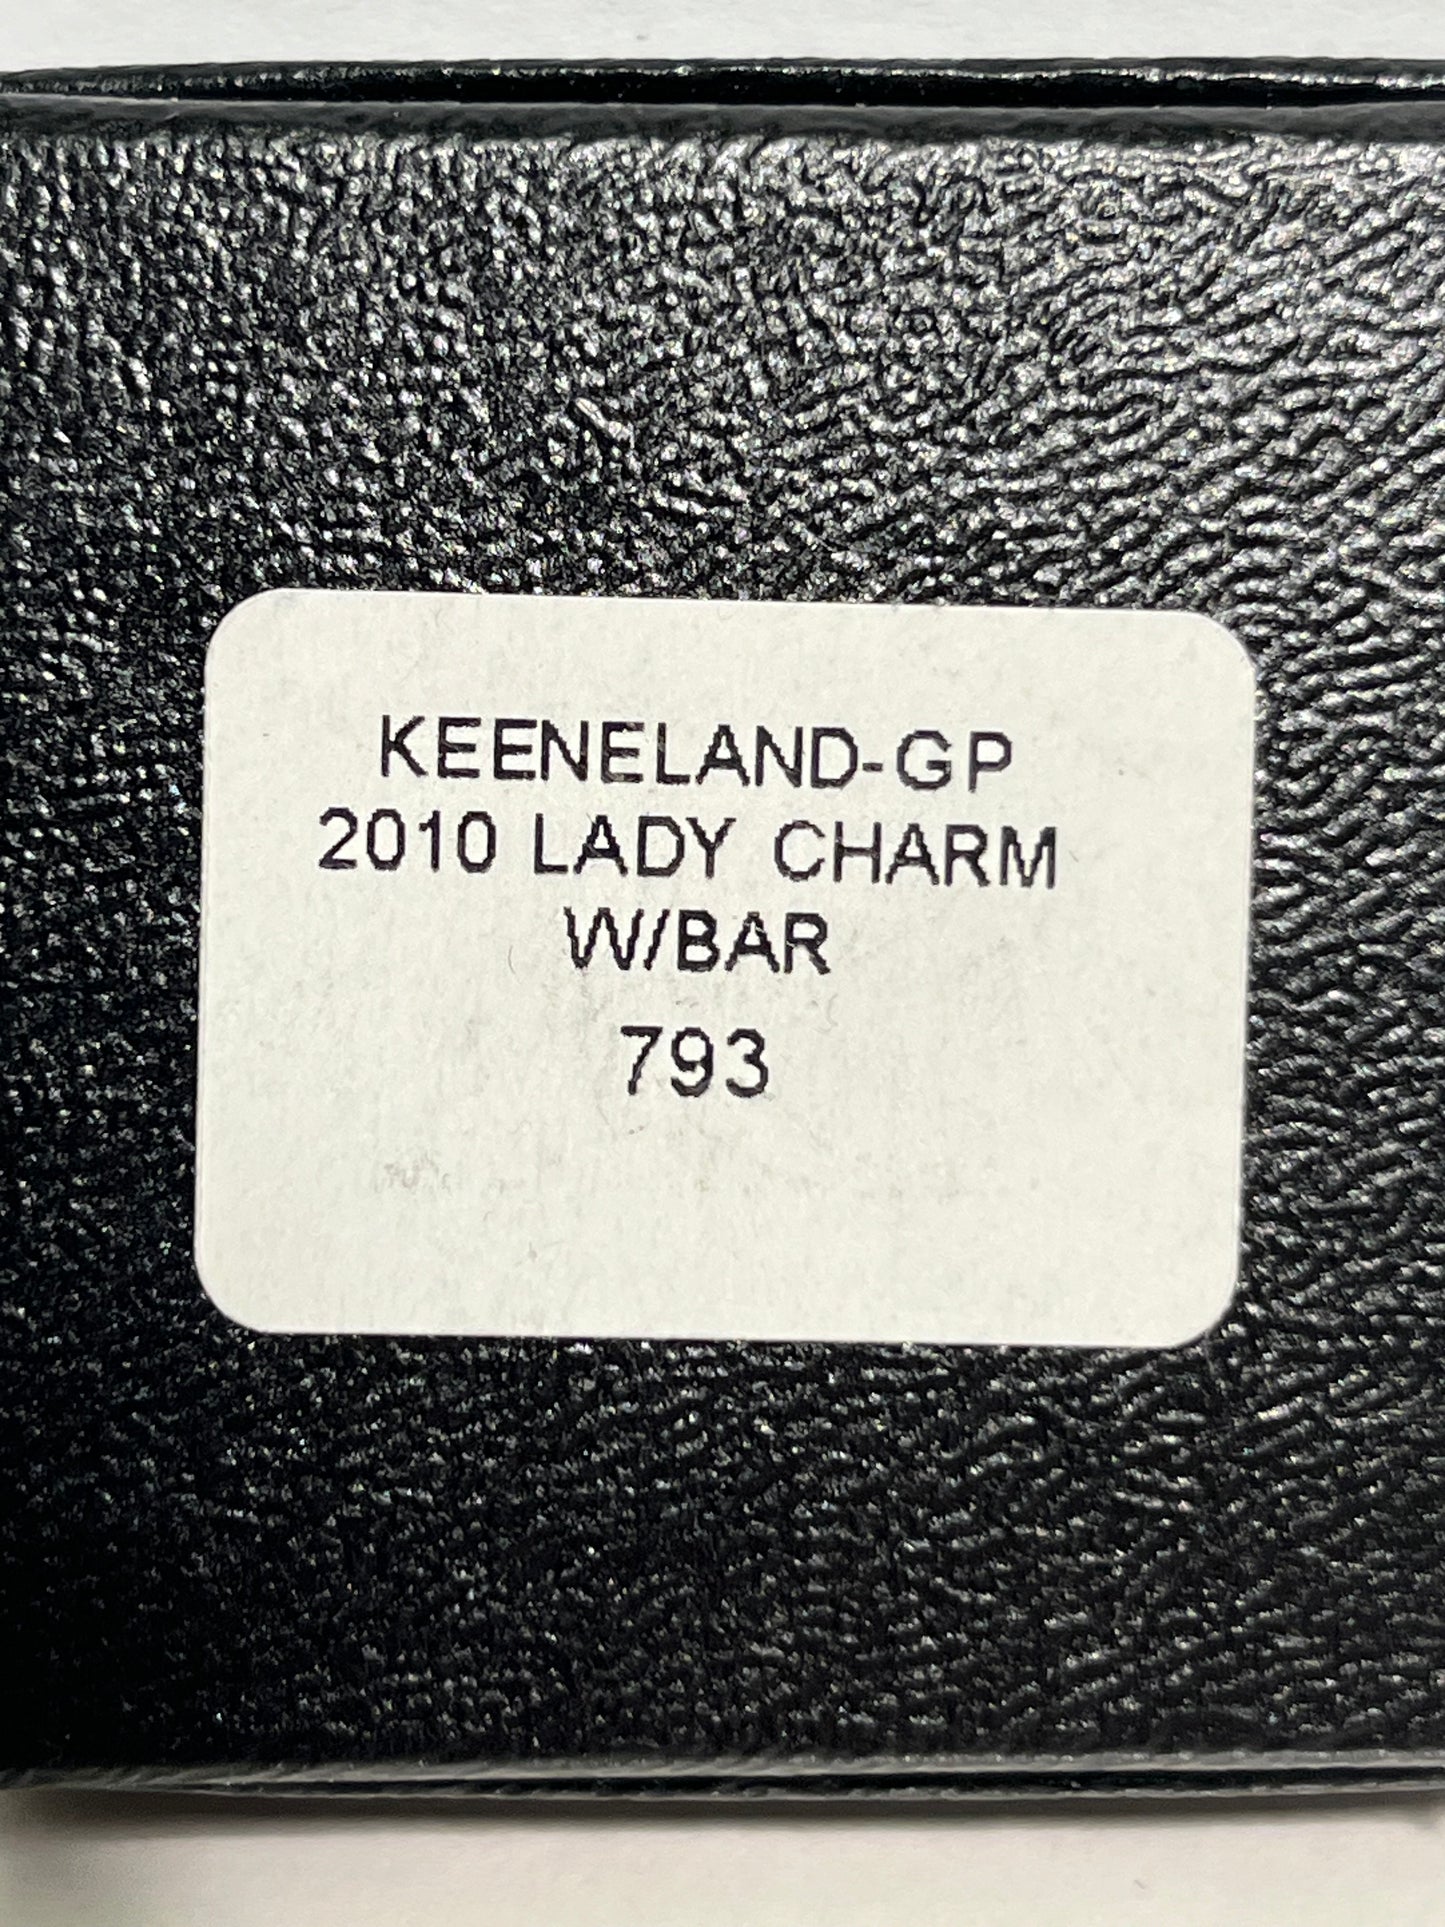 KEENELAND-GP
2010 LADY CHARM
W/BAR
793